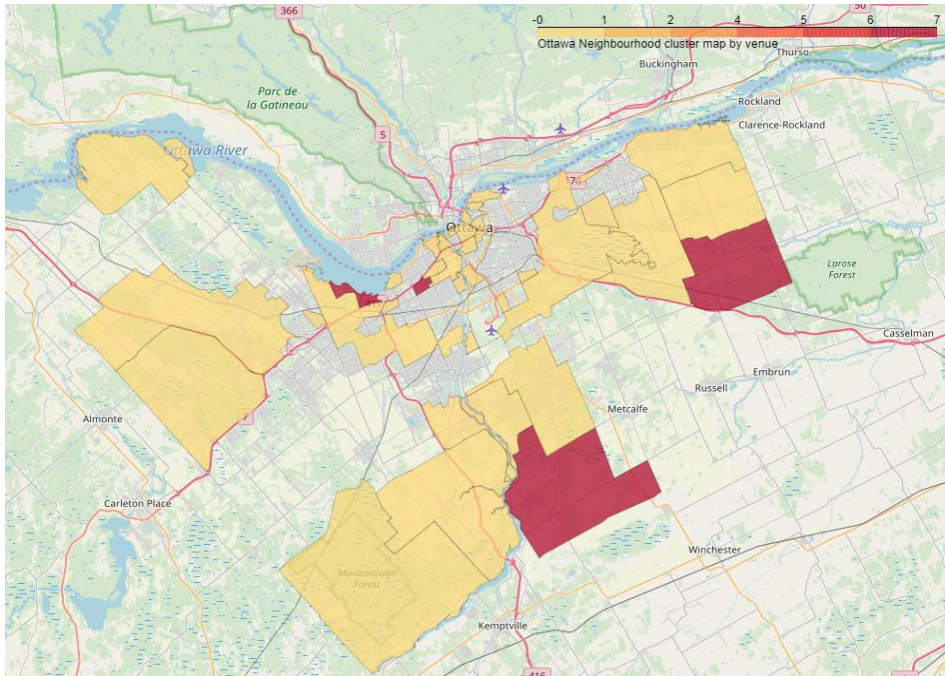 366
50
-0 1 2 4 5 6 7
Ottawa Neighbourhood cluster map by venue
Thurso
Buckingham
Parc de
la Gatineau
Rockland
5
Clarence-Rockland
Ottawa River
Ottawa
Larose
Forest
Casselman
Embrun
Russell
Metcalfe
7
Almonte
Carleton Place
Winchester
Marlborough
Forest
Kemptville
416